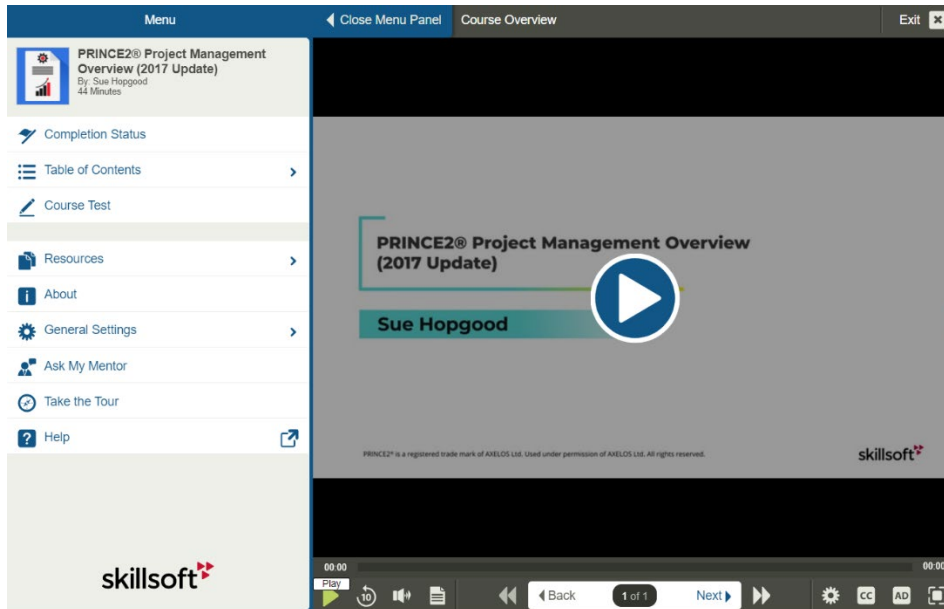 Menu
Close Menu Panel
Course Overview
Exit
PRINCE2® Project Management
Overview (2017 Update)
By: Sue Hopgood
44 Minutes
Completion Status
Table of Contents
Course Test
Resources
About
General Settings
Ask My Mentor
Take the Tour
Help
skillsoft
PRINCE2® Project Management Overview
(2017 Update)
Sue Hopgood
PRINCE2® is a registered trade mark of AXELOS Ltd. Used under permission of AXELOS Ltd. All rights reserved.
skillsoft
00:00
00:00
Play
10
Back
1 of 1
Next
CC
AD